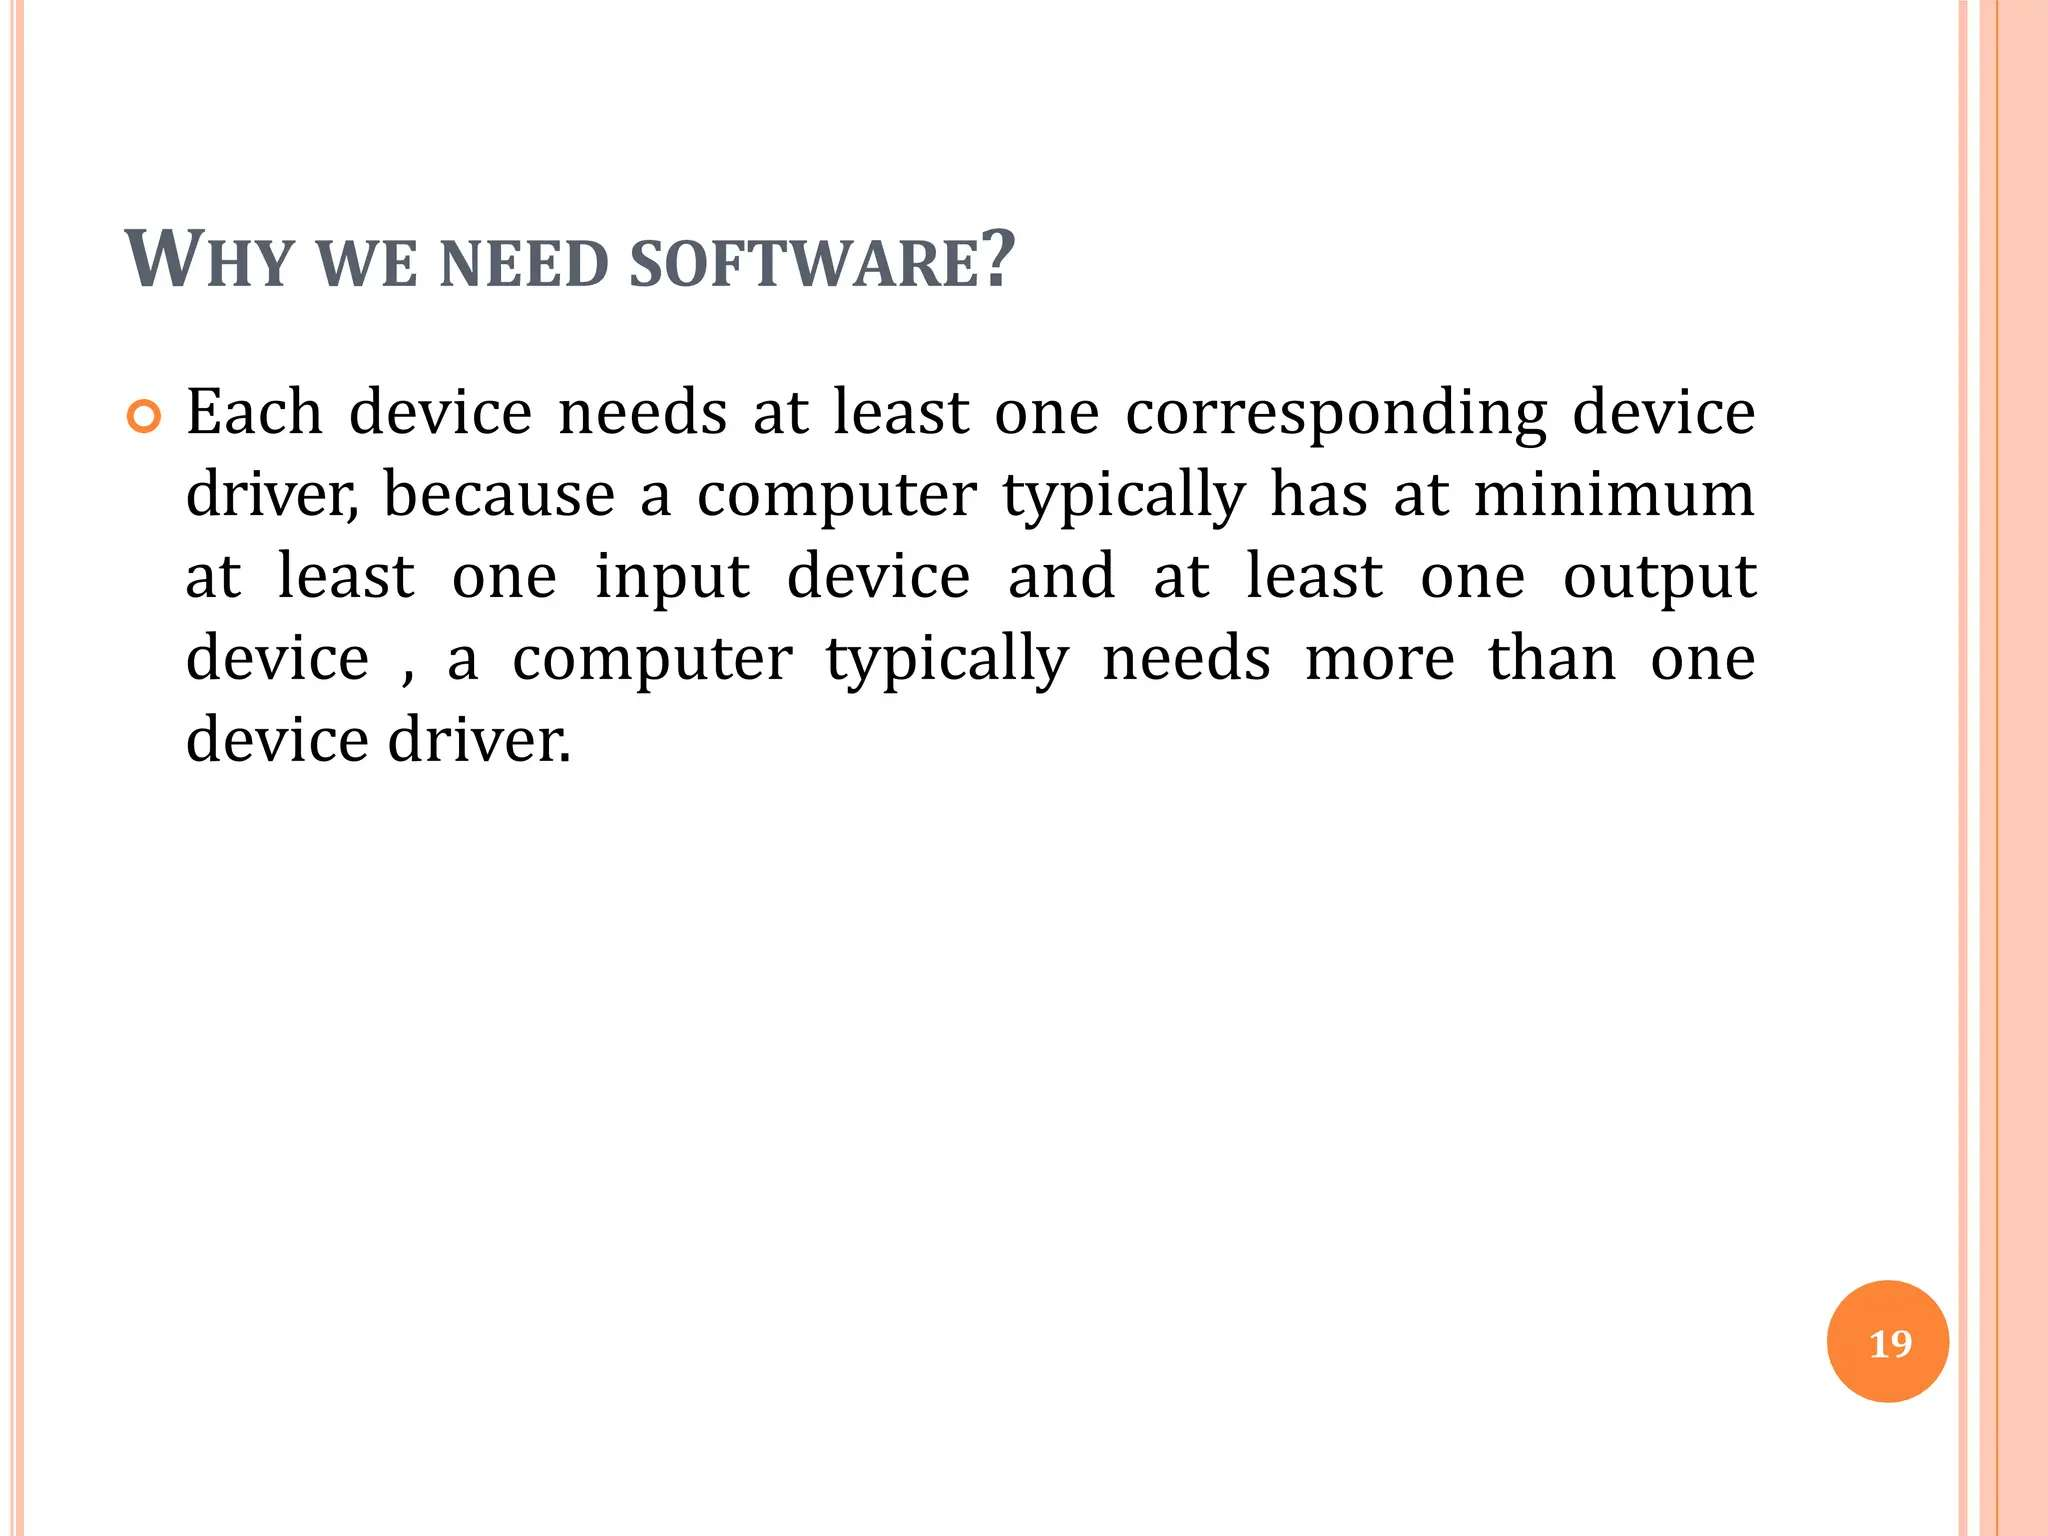 WHY WE NEED SOFTWARE?
Each device needs at least one corresponding device
driver, because a computer typically has at minimum
at least one input device and at least one output
device , a computer typically needs more than one
device driver.
19